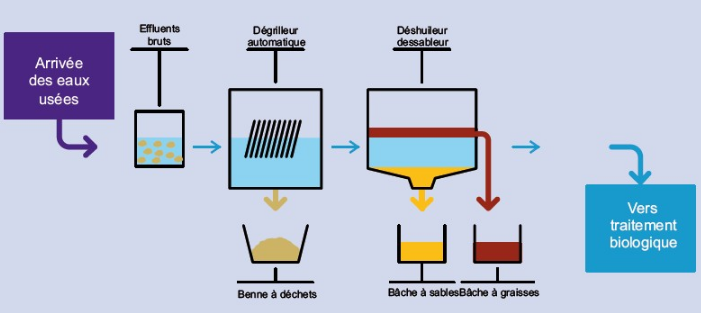 Arrivée
des eaux
usées
Effluents
bruts
Dégrilleur
automatique
Déshuileur
dessableur
Benne à déchets
Bâche à sables
Bâche à graisses
Vers
traitement
biologique